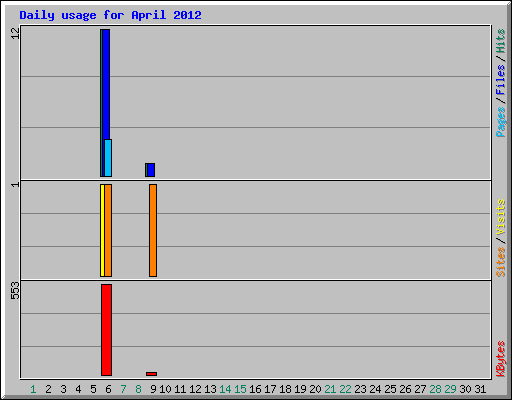 Daily usage for April 2012
12
1
553
Pages / Files / Hits
Sites / Visits
KBytes
1 2 3 4 5 6 7 8 9 10 11 12 13 14 15 16 17 18 19 20 21 22 23 24 25 26 27 28 29 30 31